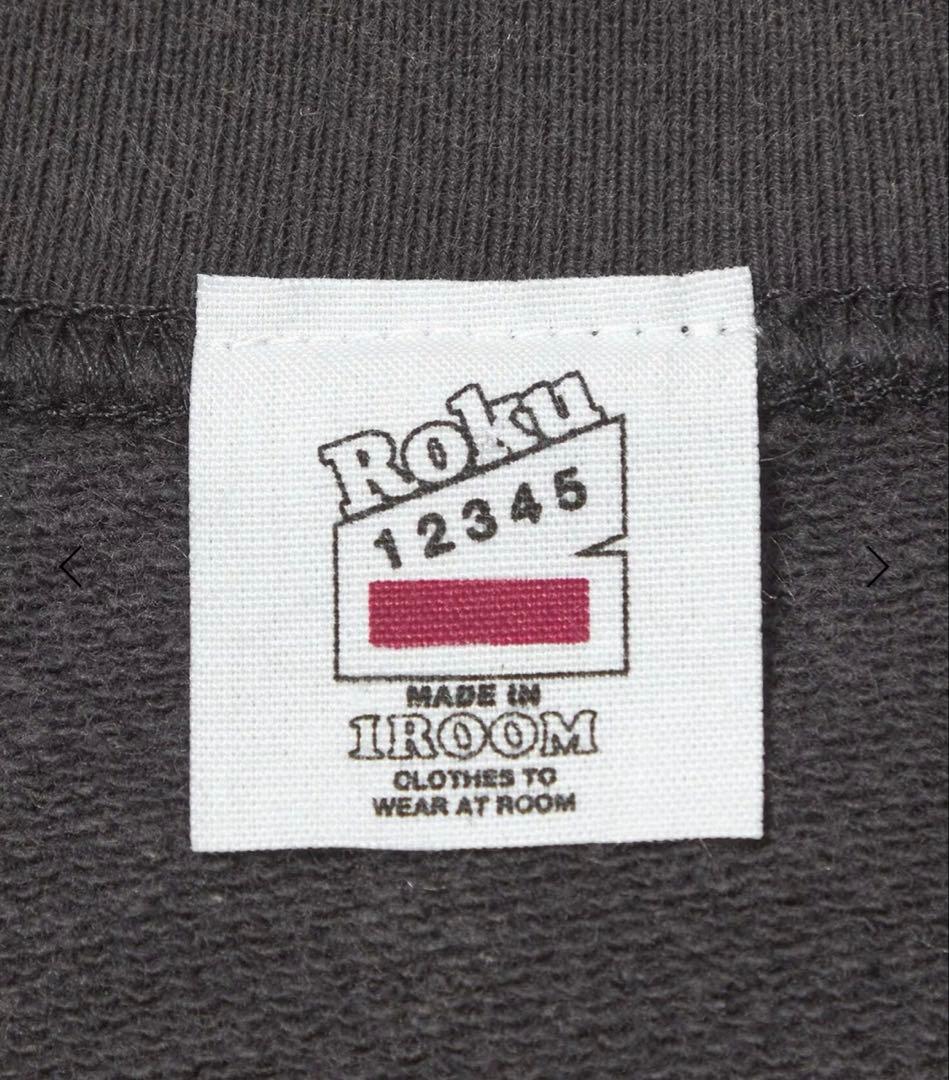 Roku
12345
MADE IN
1ROOM
CLOTHES TO
WEAR AT ROOM